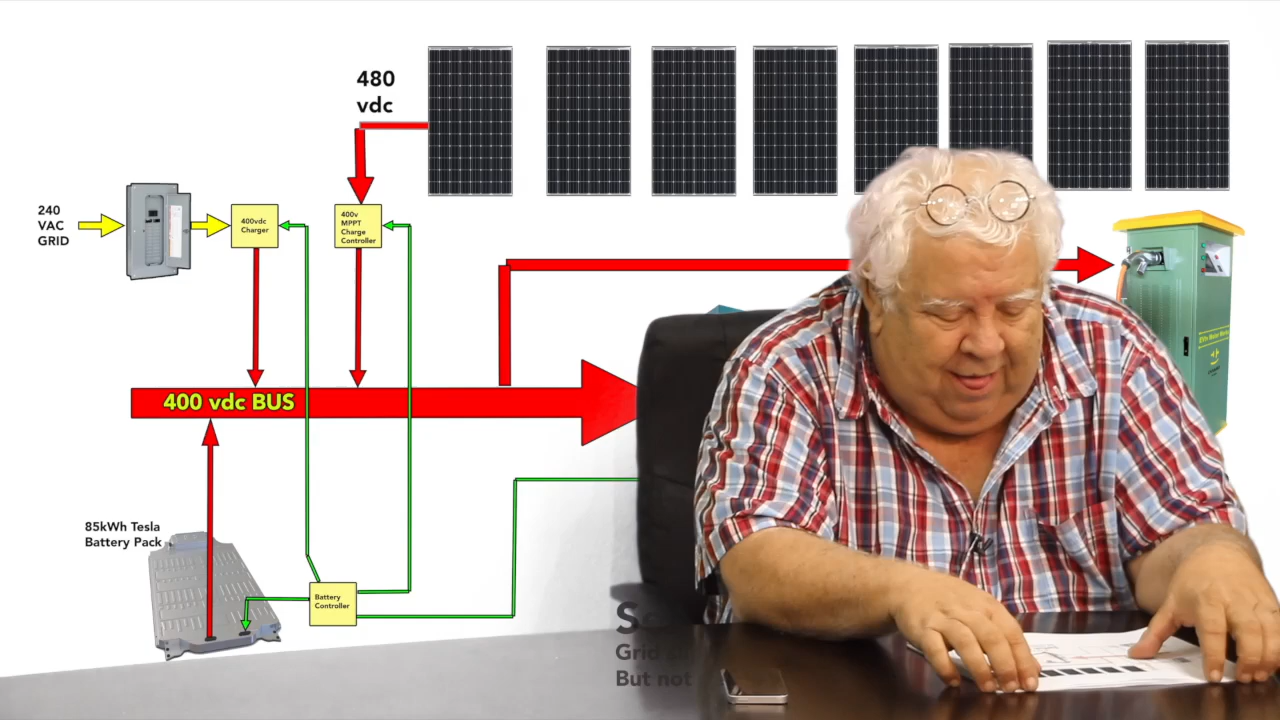 480
vdc
240
VAC
GRID
400vdc
Charger
400v
MPPT
Charge
Controller
400 vdc BUS
85kWh Tesla
Battery Pack
Battery
Controller
Grid
But not